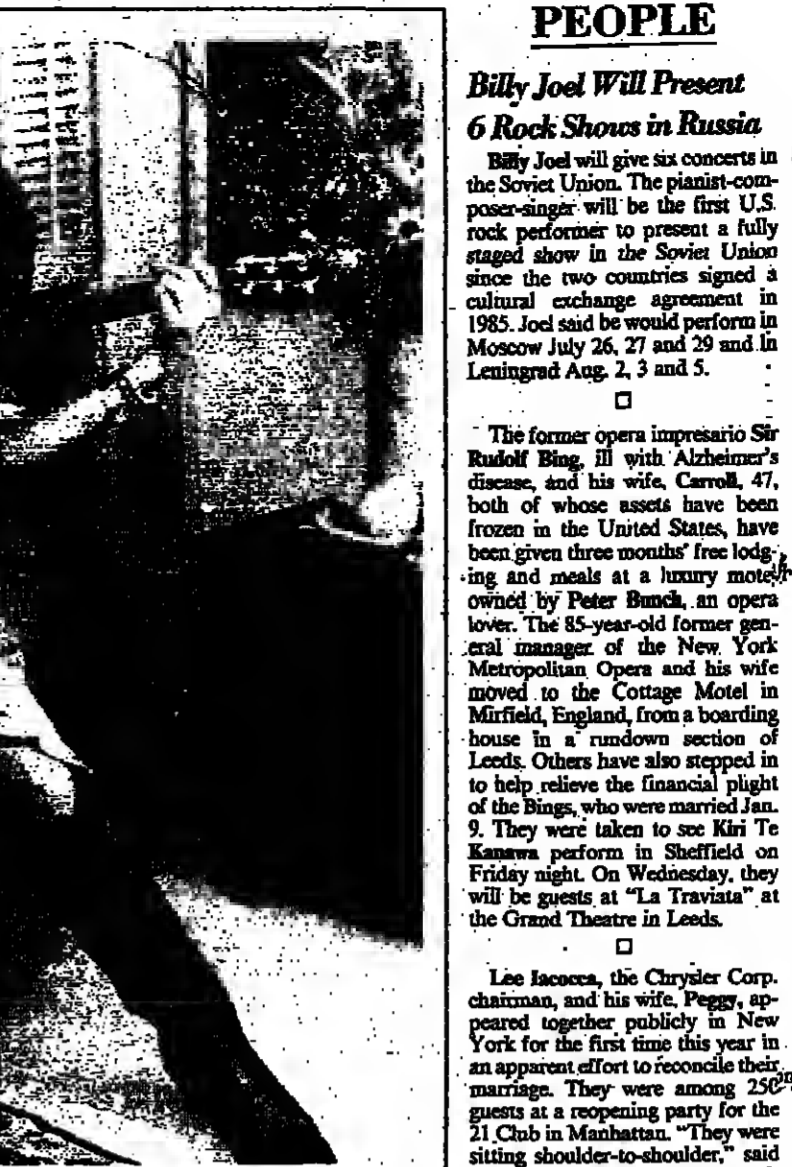 PEOPLE
Billy Joel Will Present
6 Rock Shows in Russia
Billy Joel will give six concerts in
the Soviet Union. The pianist-com-
poser-singer will be the first U.S.
rock performer to present a fully
staged show in the Soviet Union
since the two countries signed a
cultural exchange agreement in
1985. Joel said be would perform in
Moscow July 26, 27 and 29 and in
Leningrad Aug. 2, 3 and 5.
The former opera impresario Sir
Rudolf Bing, ill with Alzheimer's
disease, and his wife, Carroll, 47,
both of whose assets have been
frozen in the United States, have
been given three months' free lodg-
ing and meals at a luxury motel
owned by Peter Bunch, an opera
lover. The 85-year-old former gen-
eral manager of the New York
Metropolitan Opera and his wife
moved to the Cottage Motel in
Mirfield, England, from a boarding
house in a rundown section of
Leeds. Others have also stepped in
to help relieve the financial plight
of the Bings, who were married Jan.
9. They were taken to see Kiri Te
Kanawa perform in Sheffield on
Friday night. On Wednesday, they
will be guests at "La Traviata" at
the Grand Theatre in Leeds.
Lee Iacocca, the Chrysler Corp.
chairman, and his wife, Peggy, ap-
peared together publicly in New
York for the first time this year in
an apparent effort to reconcile their
marriage. They were among 250
guests at a reopening party for the
21 Club in Manhattan. "They were
sitting shoulder-to-shoulder," said